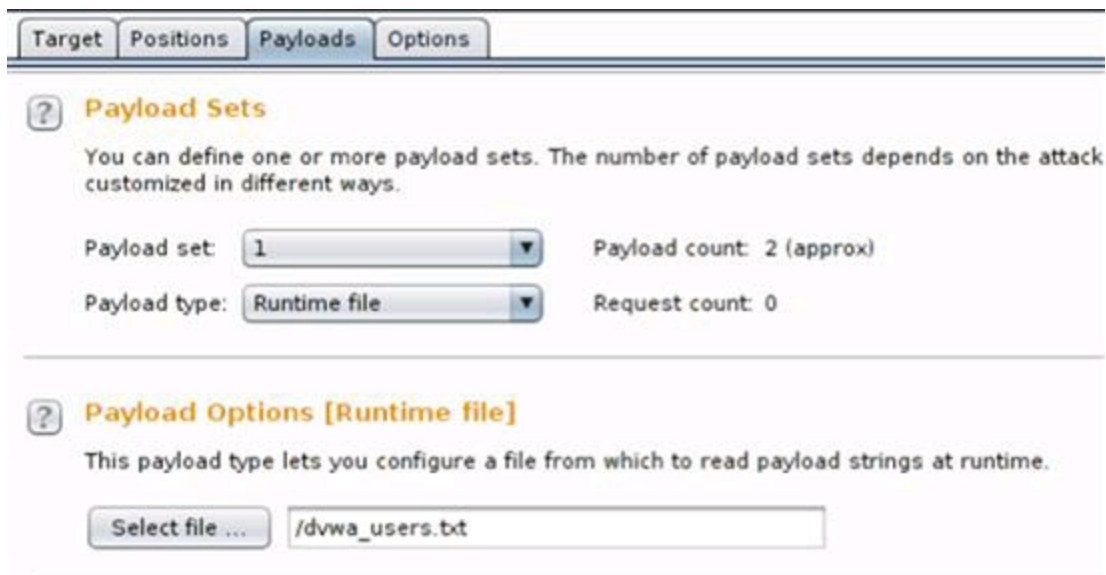 Target Positions Payloads Options
? Payload Sets
You can define one or more payload sets. The number of payload sets depends on the attack
customized in different ways.
Payload set: 1 Payload count: 2 (approx)
Payload type: Runtime file Request count: 0
? Payload Options [Runtime file]
This payload type lets you configure a file from which to read payload strings at runtime.
Select file ... /dvwa_users.txt